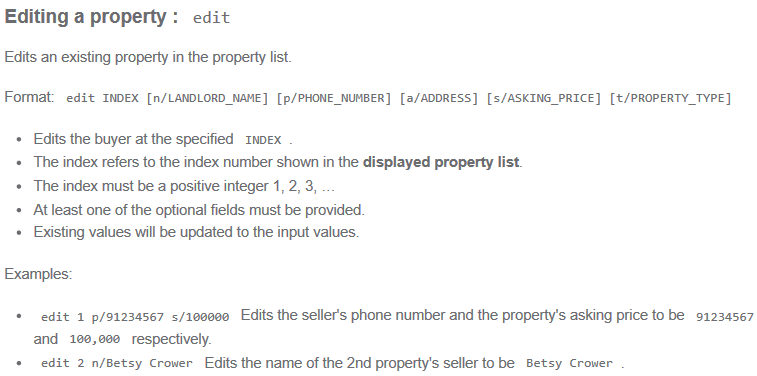 Editing a property : edit
Edits an existing property in the property list.
Format: edit INDEX [n/LANDLORD_NAME] [p/PHONE_NUMBER] [a/ADDRESS] [s/ASKING_PRICE] [t/PROPERTY_TYPE]
• Edits the buyer at the specified INDEX .
• The index refers to the index number shown in the displayed property list.
• The index must be a positive integer 1, 2, 3, …
• At least one of the optional fields must be provided.
• Existing values will be updated to the input values.
Examples:
• edit 1 p/91234567 s/100000 Edits the seller's phone number and the property's asking price to be 91234567
and 100,000 respectively.
• edit 2 n/Betsy Crower Edits the name of the 2nd property's seller to be Betsy Crower .